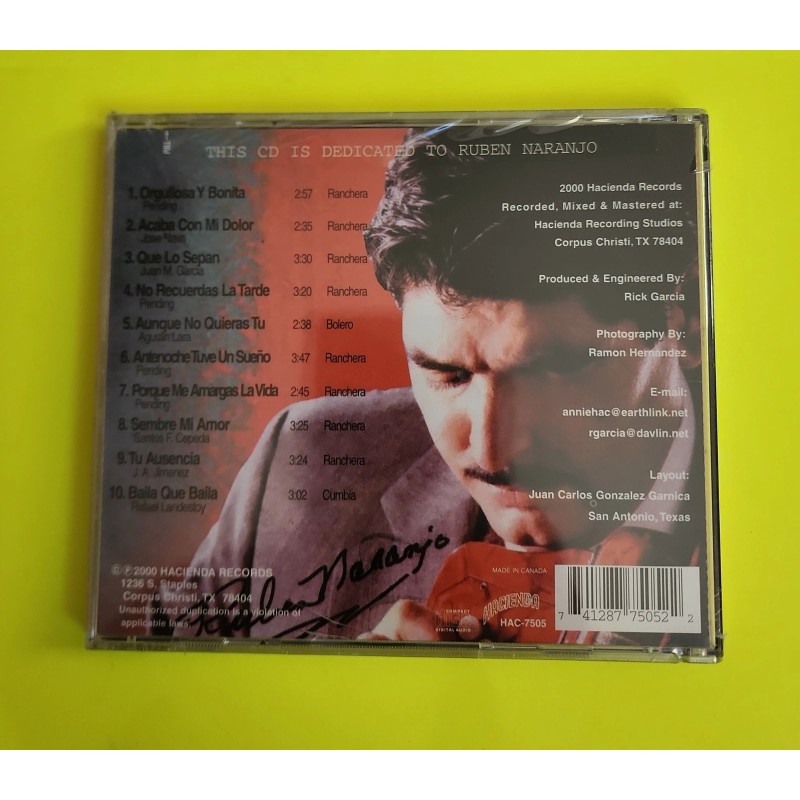 THIS CD IS DEDICATED TO RUBEN NARANJO
1. Orgullosa Y Bonita 2:57 Ranchera
Pending
2. Acaba Con Mi Dolor 2:35 Ranchera
Jose Nava
3. Que Lo Sepan 3:30 Ranchera
Juan M. Garcia
4. No Recuerdas La Tarde 3:20 Ranchera
Pending
5. Aunque No Quieras Tu 2:38 Bolero
Agustin Lara
6. Antenoche Tuve Un Sueño 3:47 Ranchera
Pending
7. Porque Me Amargas La Vida 2:45 Ranchera
Pending
8. Sembre Mi Amor 3:25 Ranchera
Santos F. Cepeda
9. Tu Ausencia 3:24 Ranchera
J. A. Jimenez
10. Baila Que Baila 3:02 Cumbia
Rafael Landestoy
2000 Hacienda Records
Recorded, Mixed & Mastered at:
Hacienda Recording Studios
Corpus Christi, TX 78404
Produced & Engineered By:
Rick Garcia
Photography By:
Ramon Hernandez
E-mail:
anniehac@earthlink.net
rgarcia@davlin.net
Layout:
Juan Carlos Gonzalez Garnica
San Antonio, Texas
©℗2000 HACIENDA RECORDS
1236 S. Staples
Corpus Christi, TX 78404
Unauthorized duplication is a violation of
applicable laws.
Ruben Naranjo
COMPACT
disc
DIGITAL AUDIO
MADE IN CANADA
HACIENDA
HAC-7505
7 41287 75052 2